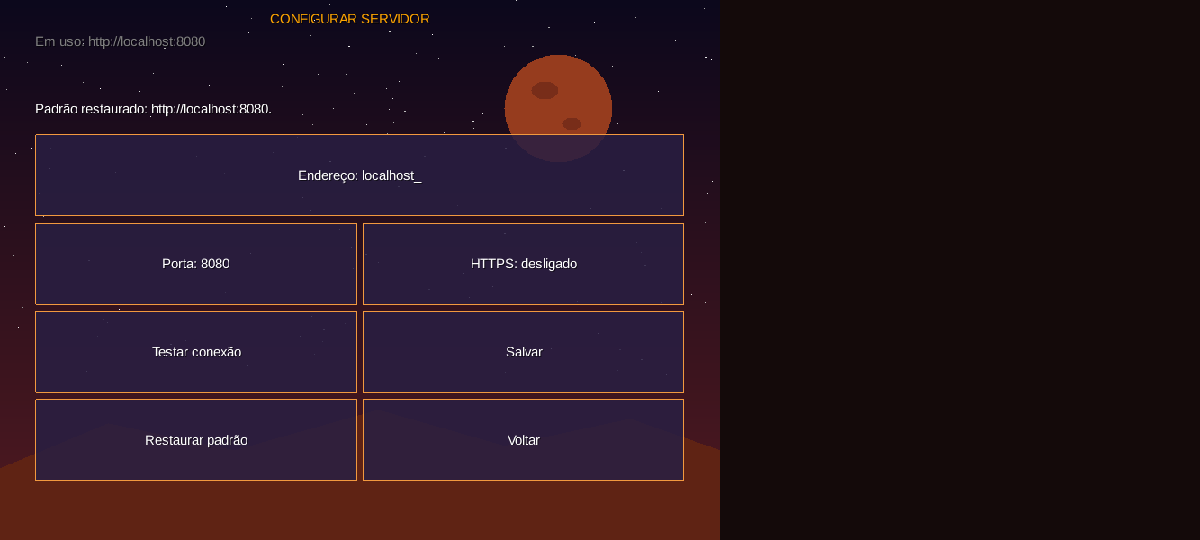 CONFIGURAR SERVIDOR
Em uso: http://localhost:8080
Padrão restaurado: http://localhost:8080.
Endereço: localhost_
Porta: 8080
HTTPS: desligado
Testar conexão
Salvar
Restaurar padrão
Voltar